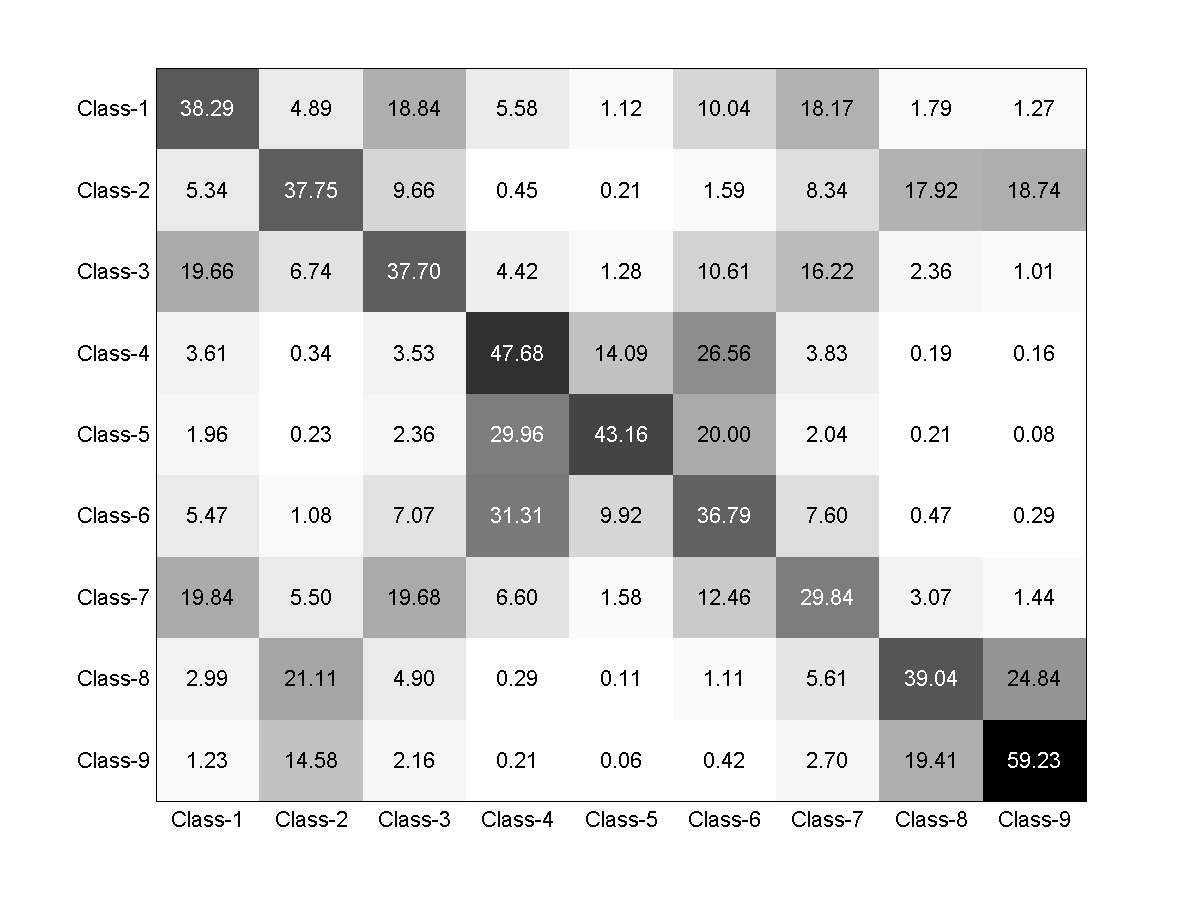 Class-1 38.29 4.89 18.84 5.58 1.12 10.04 18.17 1.79 1.27
Class-2 5.34 37.75 9.66 0.45 0.21 1.59 8.34 17.92 18.74
Class-3 19.66 6.74 37.70 4.42 1.28 10.61 16.22 2.36 1.01
Class-4 3.61 0.34 3.53 47.68 14.09 26.56 3.83 0.19 0.16
Class-5 1.96 0.23 2.36 29.96 43.16 20.00 2.04 0.21 0.08
Class-6 5.47 1.08 7.07 31.31 9.92 36.79 7.60 0.47 0.29
Class-7 19.84 5.50 19.68 6.60 1.58 12.46 29.84 3.07 1.44
Class-8 2.99 21.11 4.90 0.29 0.11 1.11 5.61 39.04 24.84
Class-9 1.23 14.58 2.16 0.21 0.06 0.42 2.70 19.41 59.23
Class-1 Class-2 Class-3 Class-4 Class-5 Class-6 Class-7 Class-8 Class-9